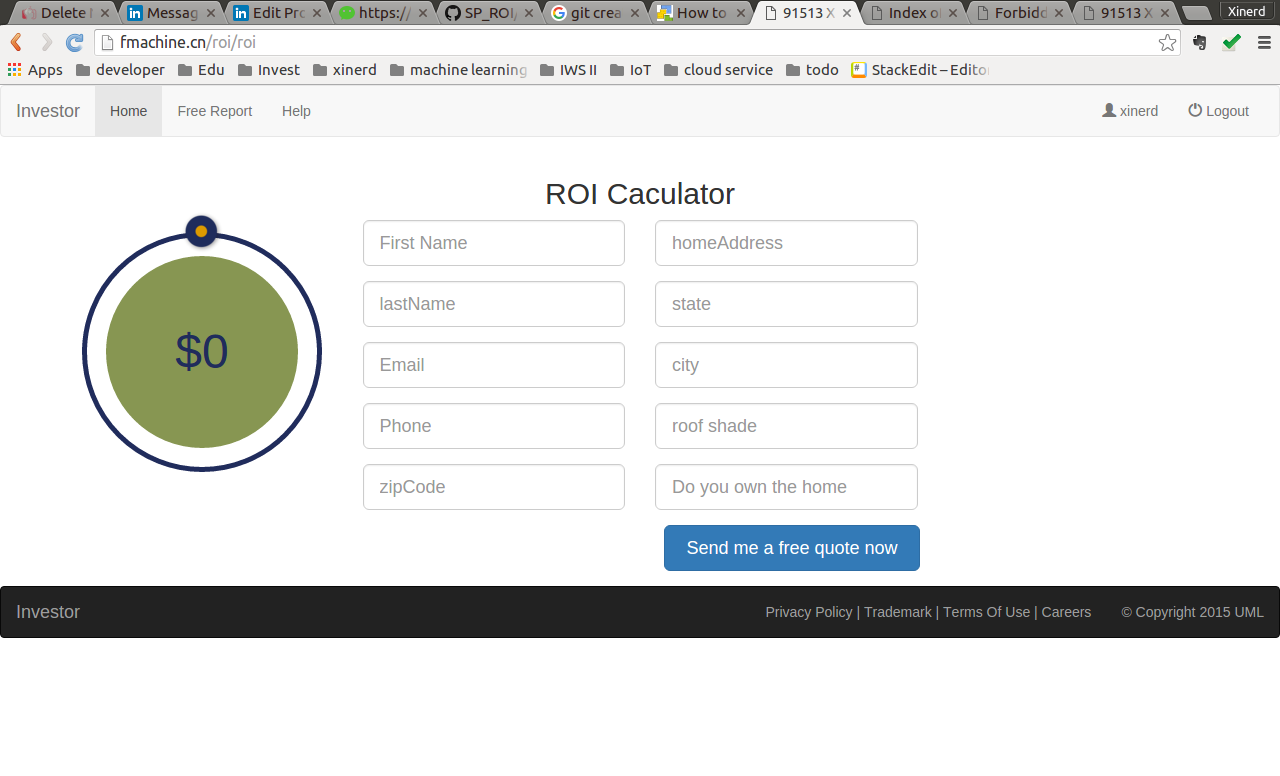 Delete
Messag
Edit Pro
https://
SP_ROI/
git crea
How to
91513 X
Index o
Forbidd
91513 X
Xinerd
fmachine.cn/roi/roi
Apps developer Edu Invest xinerd machine learning IWS II IoT cloud service todo StackEdit – Editor
Investor Home Free Report Help xinerd Logout
ROI Caculator
First Name homeAddress
lastName state
$0
Email city
Phone roof shade
zipCode Do you own the home
Send me a free quote now
Investor Privacy Policy | Trademark | Terms Of Use | Careers © Copyright 2015 UML